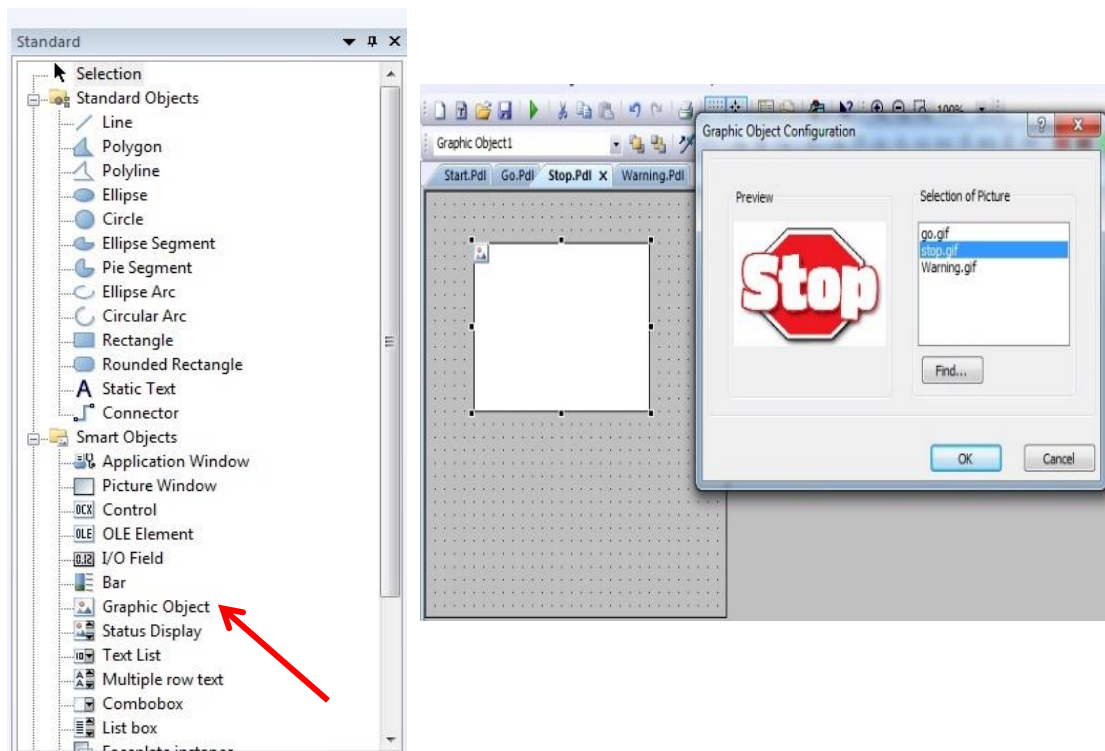 Standard
Selection
Standard Objects
Line
Polygon
Polyline
Ellipse
Circle
Ellipse Segment
Pie Segment
Ellipse Arc
Circular Arc
Rectangle
Rounded Rectangle
A Static Text
Connector
Smart Objects
Application Window
Picture Window
OCX Control
OLE OLE Element
0.12 I/O Field
Bar
Graphic Object
Status Display
Text List
Multiple row text
Combobox
List box
100%
Graphic Object1
Start.Pdl Go.Pdl Stop.Pdl X Warning.Pdl
Graphic Object Configuration
Preview
Stop
Selection of Picture
go.gif
stop.gif
Warning.gif
Find...
OK Cancel